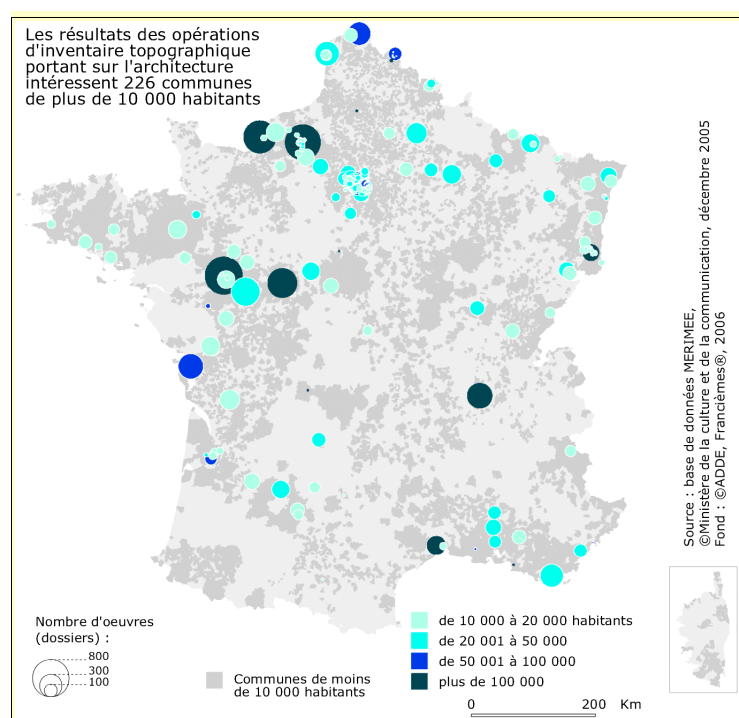 Les résultats des opérations
d'inventaire topographique
portant sur l'architecture
intéressent 226 communes
de plus de 10 000 habitants
Source : base de données MERIMEE,
©Ministère de la culture et de la communication, décembre 2005
Fond : ©ADDE, Francièmes®, 2006
Nombre d'oeuvres
(dossiers) :
800
300
100
Communes de moins
de 10 000 habitants
de 10 000 à 20 000 habitants
de 20 001 à 50 000
de 50 001 à 100 000
plus de 100 000
0 200 Km